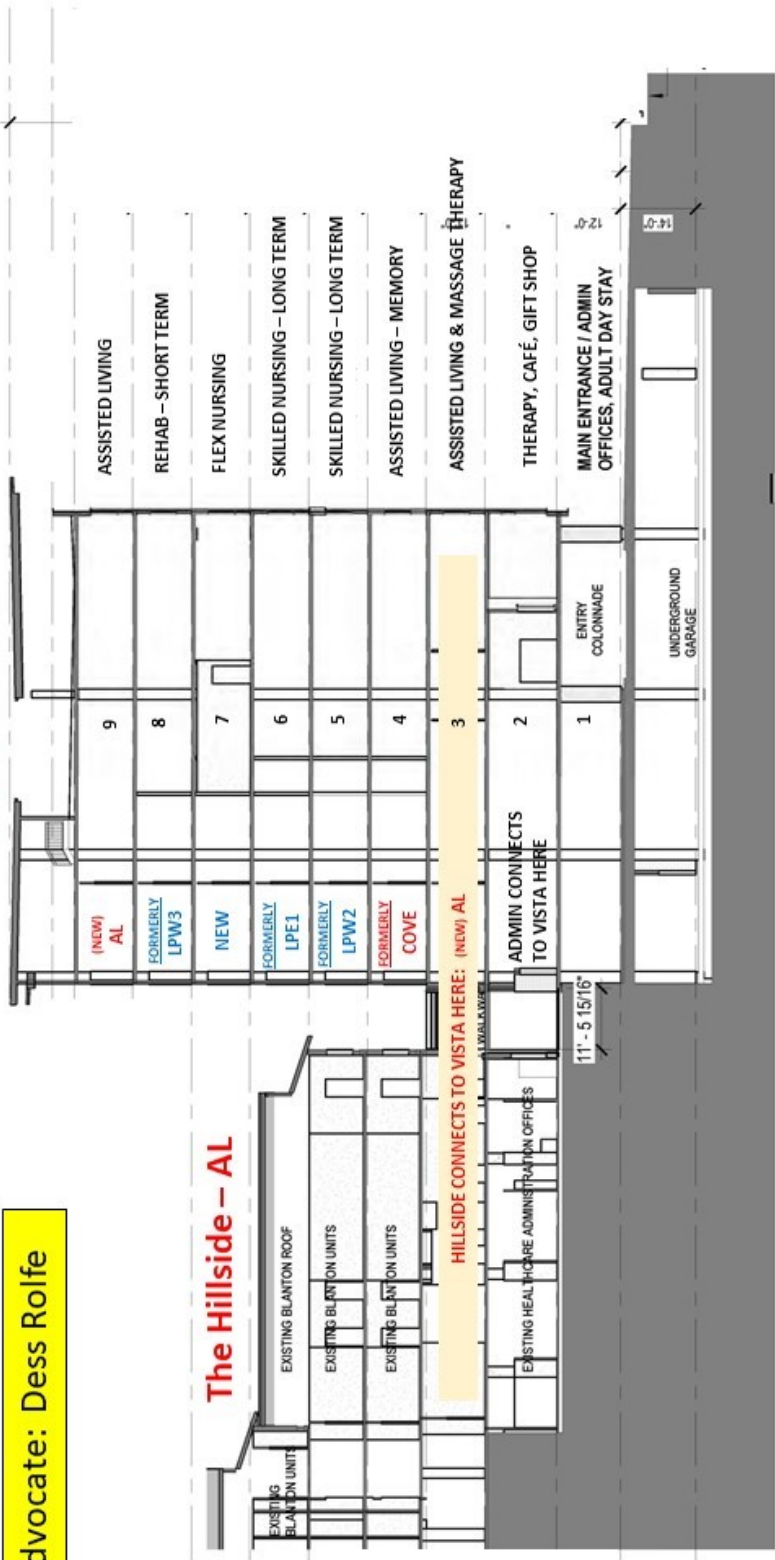 dvocate: Dess Rolfe
The Hillside – AL
ASSISTED LIVING
REHAB – SHORT TERM
FLEX NURSING
SKILLED NURSING – LONG TERM
SKILLED NURSING – LONG TERM
ASSISTED LIVING – MEMORY
ASSISTED LIVING & MASSAGE THERAPY
THERAPY, CAFÉ, GIFT SHOP
MAIN ENTRANCE / ADMIN
OFFICES, ADULT DAY STAY
9
8
7
6
5
4
3
2
1
(NEW)
AL
FORMERLY
LPW3
NEW
FORMERLY
LPE1
FORMERLY
LPW2
FORMERLY
COVE
HILLSIDE CONNECTS TO VISTA HERE: (NEW) AL
ADMIN CONNECTS
TO VISTA HERE
ENTRY
COLONNADE
UNDERGROUND
GARAGE
EXISTING BLANTON ROOF
EXISTING BLANTON UNITS
EXISTING BLANTON UNITS
EXISTING
BLANTON UNITS
EXISTING HEALTHCARE ADMINISTRATION OFFICES
11' - 5 15/16"
12'-0"
14'-0"